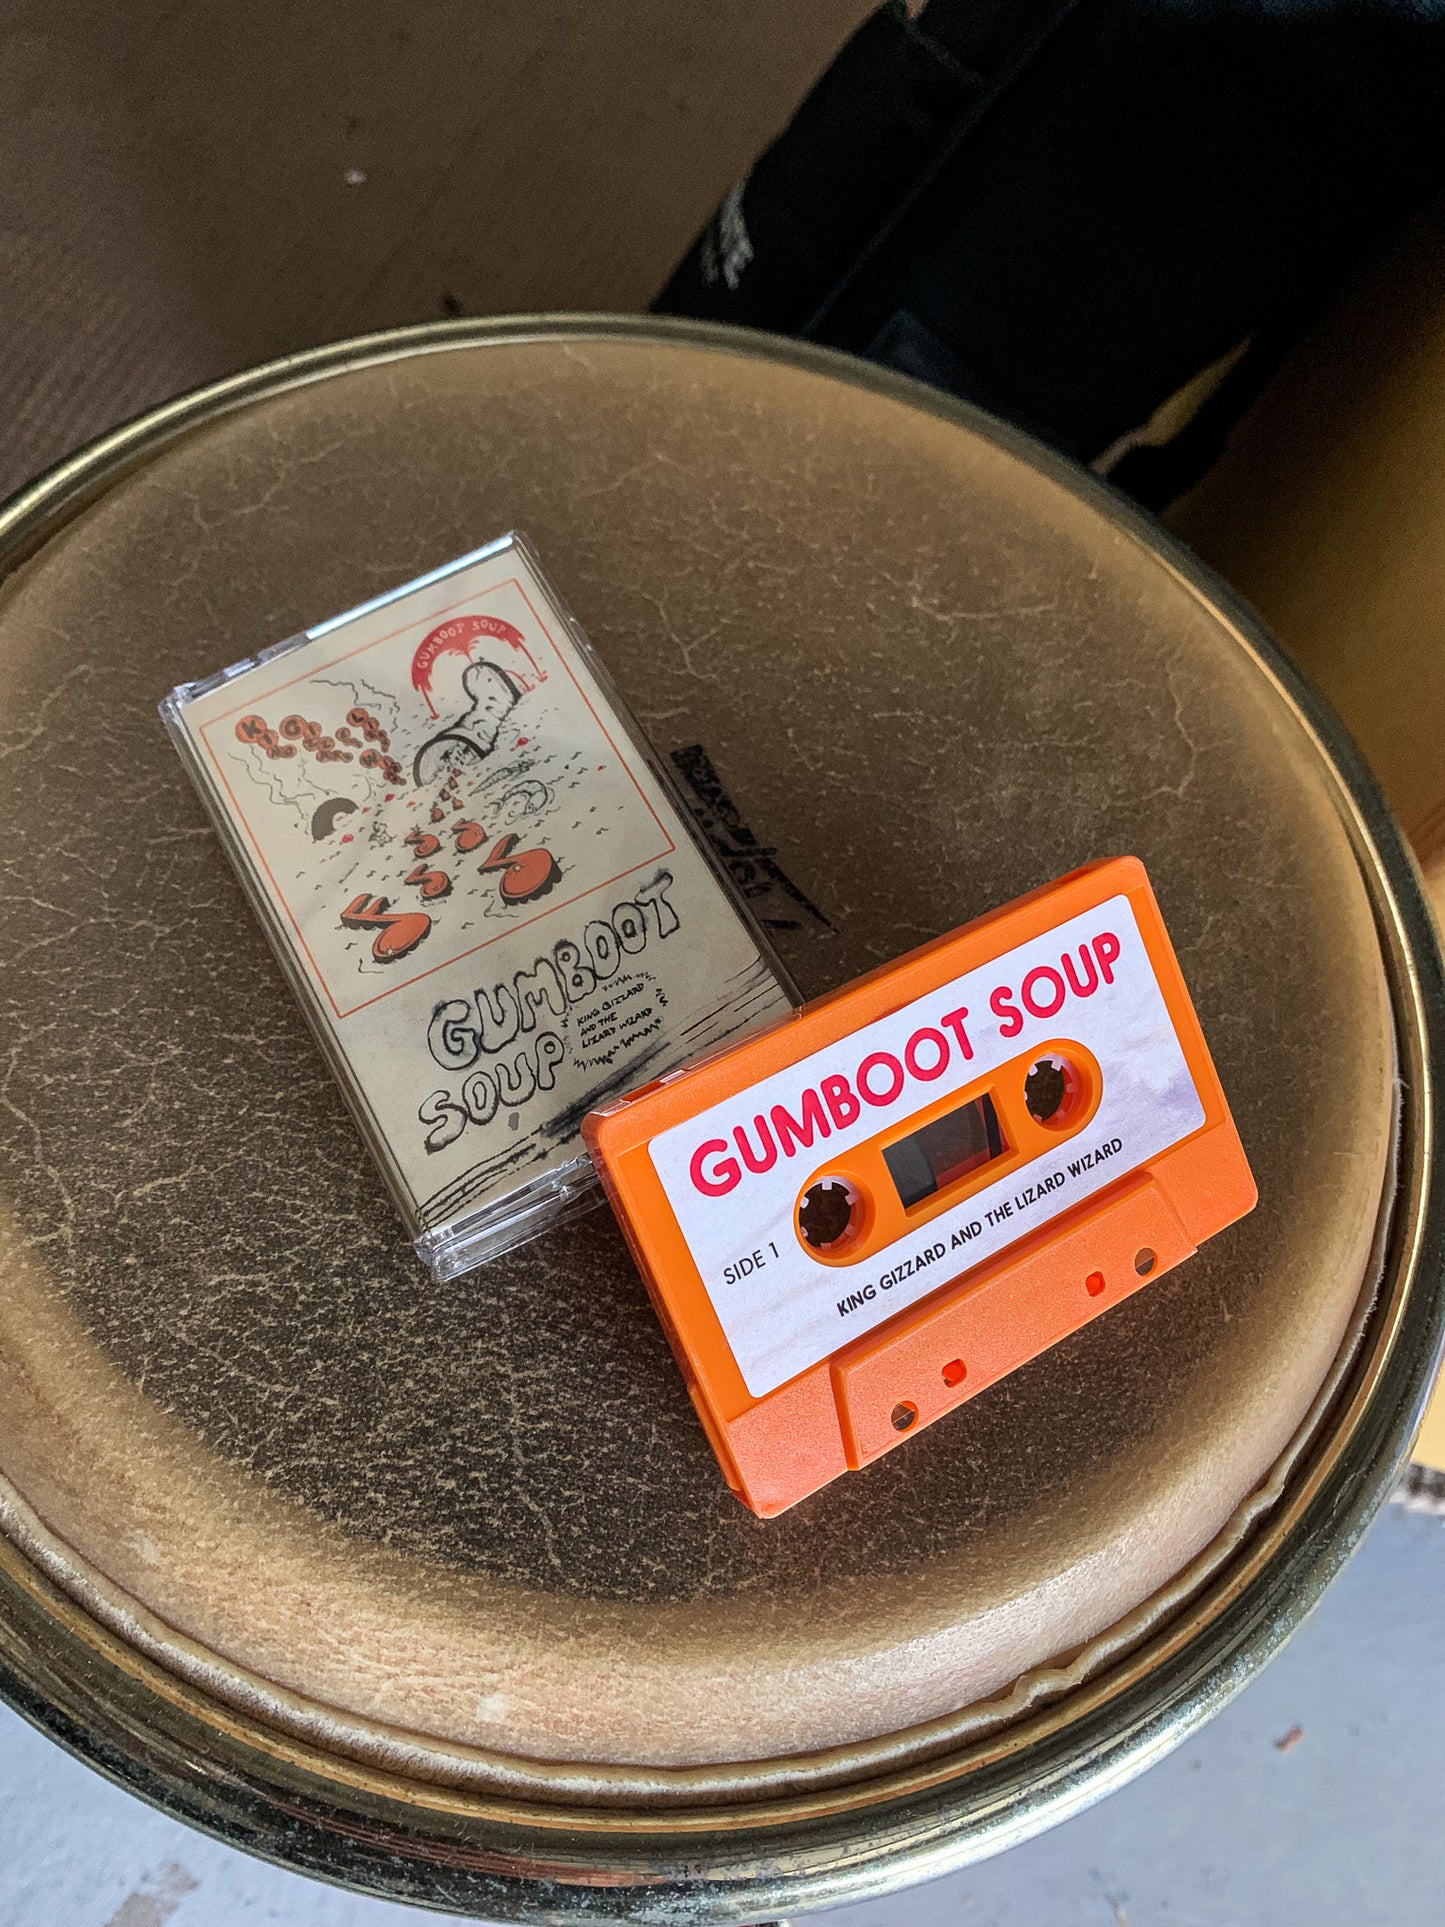 GUMBOOT SOUP
GUMBOOT
SOUP
KING GIZZARD
AND THE
LIZARD WIZARD
GUMBOOT SOUP
SIDE 1
KING GIZZARD AND THE LIZARD WIZARD